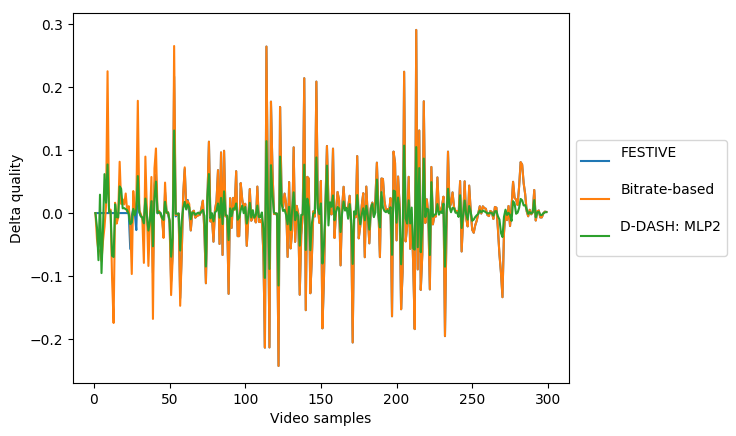 0.3
0.2
0.1
0.0
−0.1
−0.2
Delta quality
0 50 100 150 200 250 300
Video samples
FESTIVE
Bitrate-based
D-DASH: MLP2